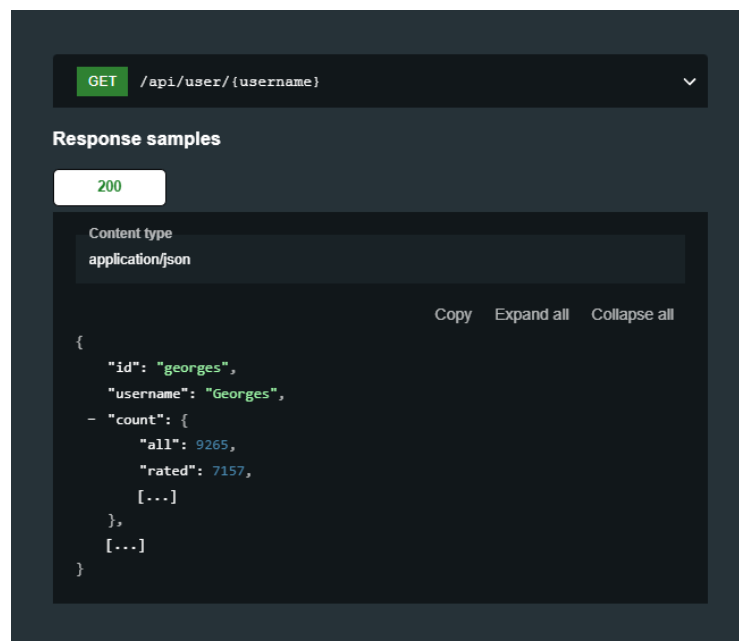 GET /api/user/{username}
Response samples
200
Content type
application/json
Copy Expand all Collapse all
{
"id": "georges",
"username": "Georges",
- "count": {
"all": 9265,
"rated": 7157,
[...]
},
[...]
}